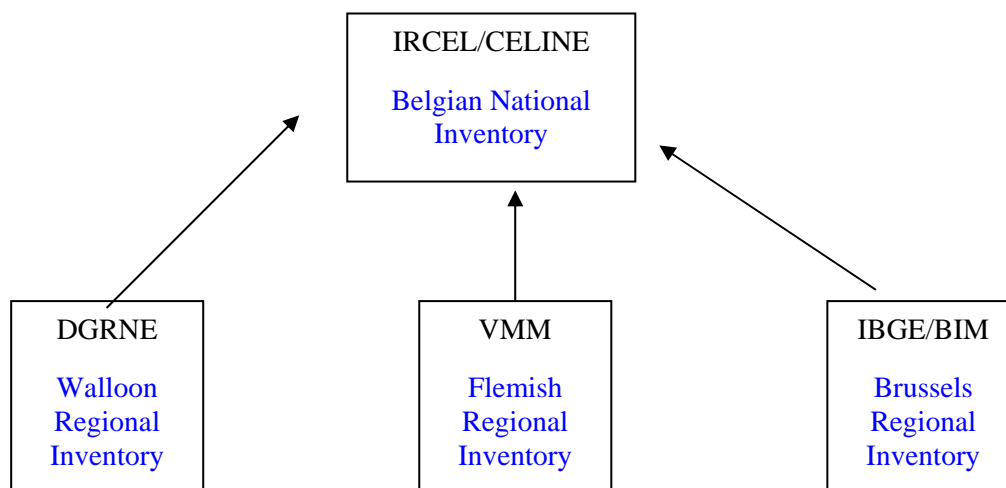 IRCEL/CELINE
Belgian National
Inventory
DGRNE
Walloon
Regional
Inventory
VMM
Flemish
Regional
Inventory
IBGE/BIM
Brussels
Regional
Inventory